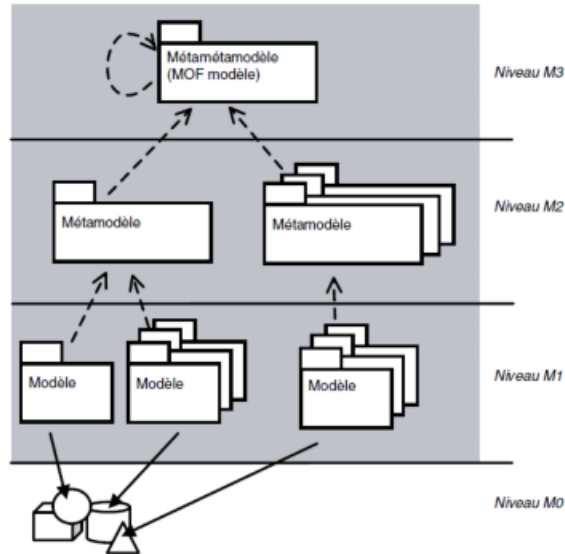 Métamétamodèle
(MOF modèle)
Niveau M3
Métamodèle
Métamodèle
Niveau M2
Modèle
Modèle
Modèle
Niveau M1
Niveau M0